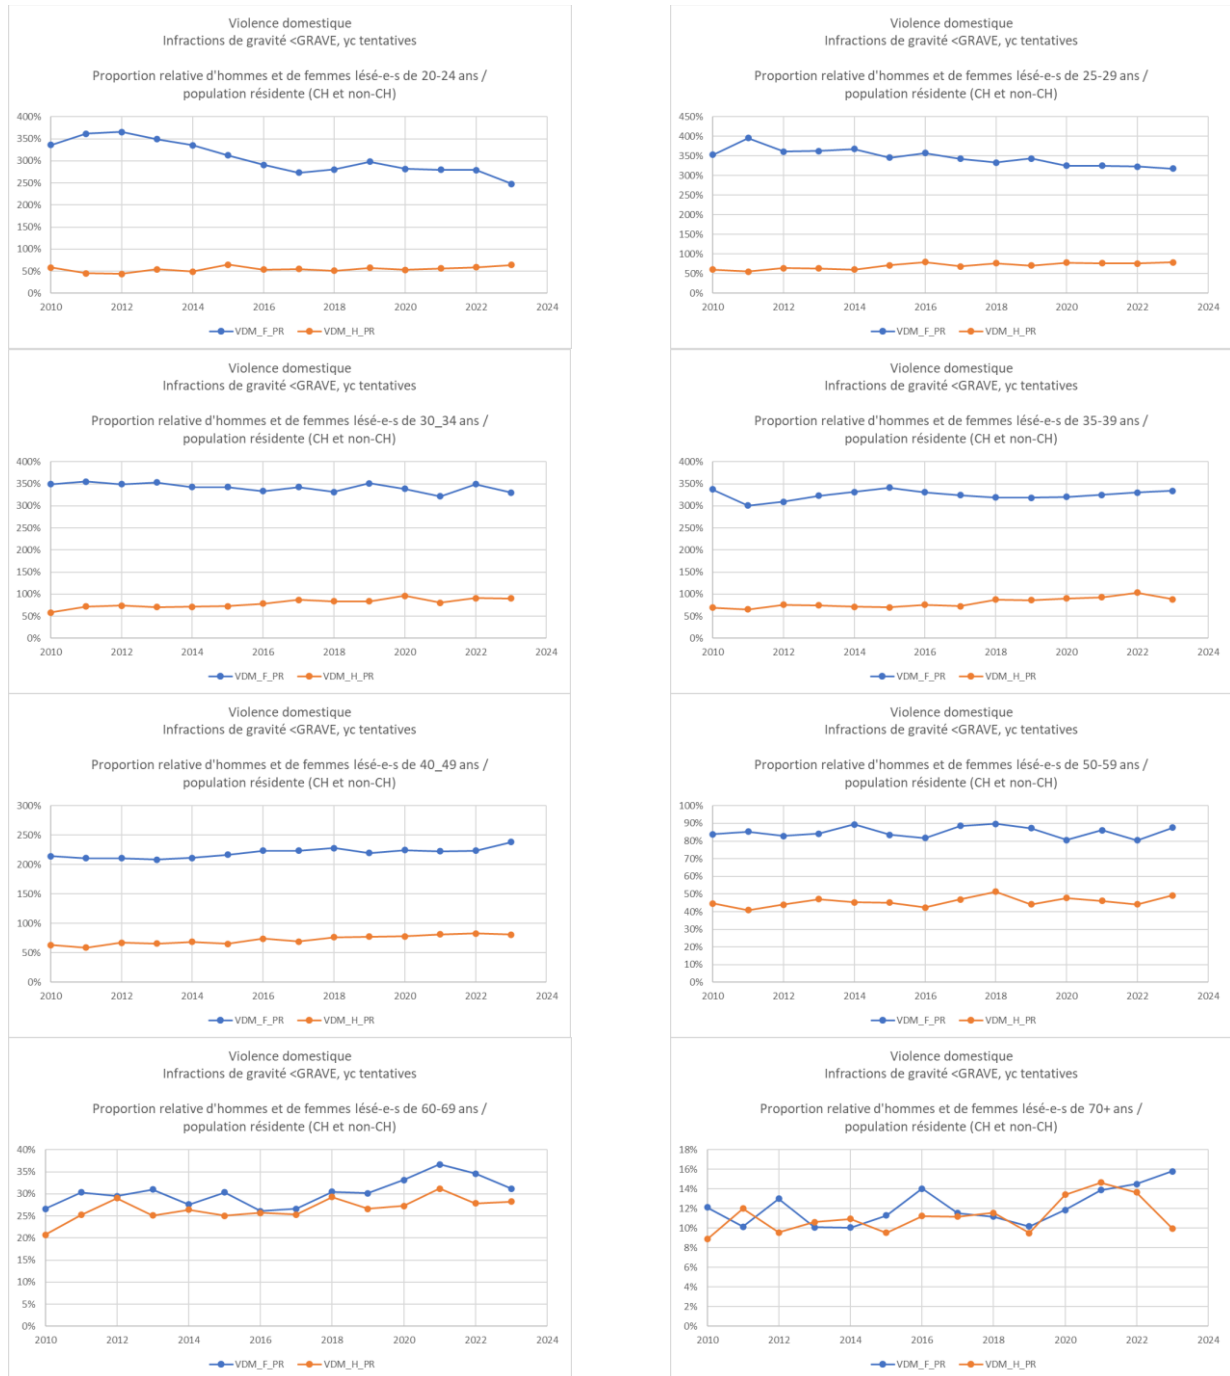 Violence domestique
Infractions de gravité <GRAVE, yc tentatives
Proportion relative d'hommes et de femmes lésé-e-s de 20-24 ans /
population résidente (CH et non-CH)
400%
350%
300%
250%
200%
150%
100%
50%
0%
2010 2012 2014 2016 2018 2020 2022 2024
VDM_F_PR VDM_H_PR
Violence domestique
Infractions de gravité <GRAVE, yc tentatives
Proportion relative d'hommes et de femmes lésé-e-s de 25-29 ans /
population résidente (CH et non-CH)
450%
400%
350%
300%
250%
200%
150%
100%
50%
0%
2010 2012 2014 2016 2018 2020 2022 2024
VDM_F_PR VDM_H_PR
Violence domestique
Infractions de gravité <GRAVE, yc tentatives
Proportion relative d'hommes et de femmes lésé-e-s de 30_34 ans /
population résidente (CH et non-CH)
400%
350%
300%
250%
200%
150%
100%
50%
0%
2010 2012 2014 2016 2018 2020 2022 2024
VDM_F_PR VDM_H_PR
Violence domestique
Infractions de gravité <GRAVE, yc tentatives
Proportion relative d'hommes et de femmes lésé-e-s de 35-39 ans /
population résidente (CH et non-CH)
400%
350%
300%
250%
200%
150%
100%
50%
0%
2010 2012 2014 2016 2018 2020 2022 2024
VDM_F_PR VDM_H_PR
Violence domestique
Infractions de gravité <GRAVE, yc tentatives
Proportion relative d'hommes et de femmes lésé-e-s de 40_49 ans /
population résidente (CH et non-CH)
300%
250%
200%
150%
100%
50%
0%
2010 2012 2014 2016 2018 2020 2022 2024
VDM_F_PR VDM_H_PR
Violence domestique
Infractions de gravité <GRAVE, yc tentatives
Proportion relative d'hommes et de femmes lésé-e-s de 50-59 ans /
population résidente (CH et non-CH)
100%
90%
80%
70%
60%
50%
40%
30%
20%
10%
0%
2010 2012 2014 2016 2018 2020 2022 2024
VDM_F_PR VDM_H_PR
Violence domestique
Infractions de gravité <GRAVE, yc tentatives
Proportion relative d'hommes et de femmes lésé-e-s de 60-69 ans /
population résidente (CH et non-CH)
40%
35%
30%
25%
20%
15%
10%
5%
0%
2010 2012 2014 2016 2018 2020 2022 2024
VDM_F_PR VDM_H_PR
Violence domestique
Infractions de gravité <GRAVE, yc tentatives
Proportion relative d'hommes et de femmes lésé-e-s de 70+ ans /
population résidente (CH et non-CH)
18%
16%
14%
12%
10%
8%
6%
4%
2%
0%
2010 2012 2014 2016 2018 2020 2022 2024
VDM_F_PR VDM_H_PR